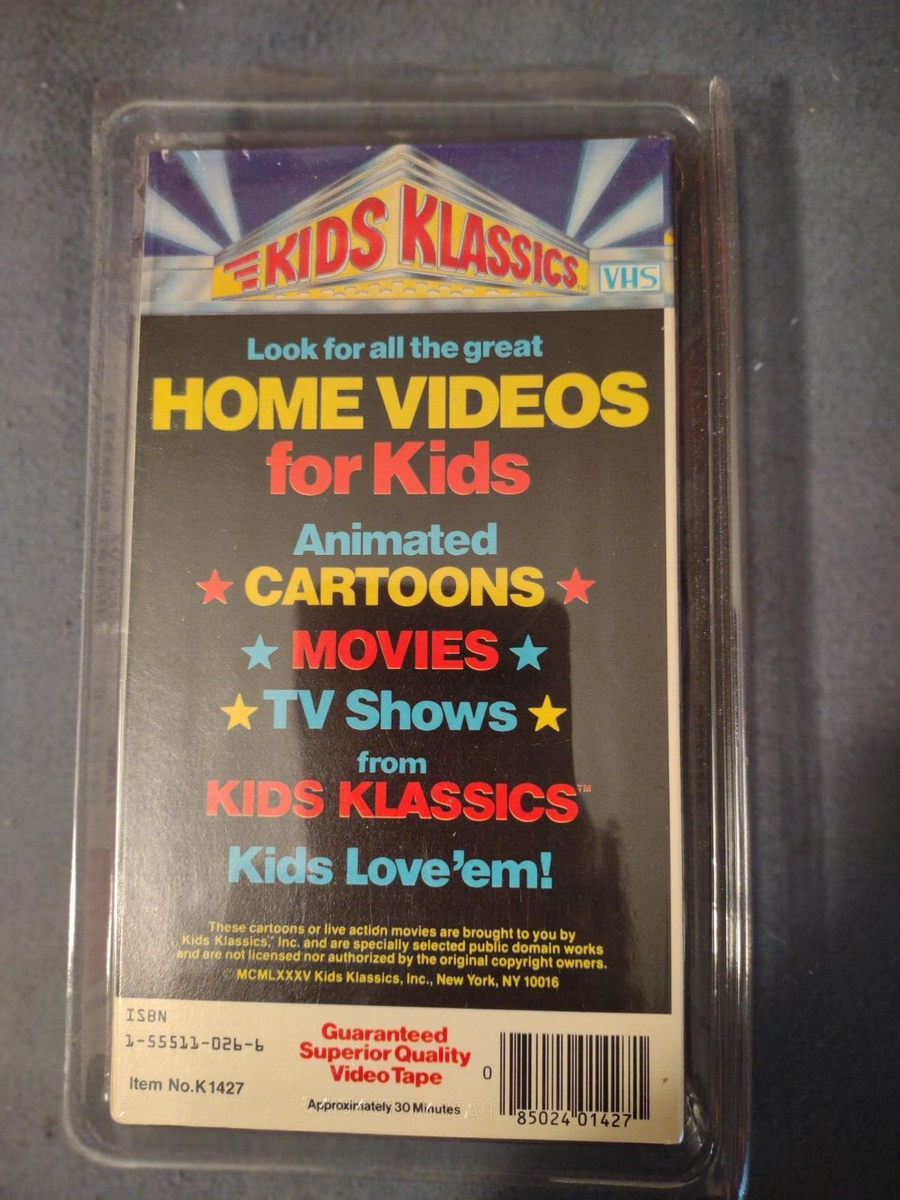 KIDS KLASSICS™
VHS
Look for all the great
HOME VIDEOS
for Kids
Animated
★ CARTOONS ★
★ MOVIES ★
★ TV Shows ★
from
KIDS KLASSICS™
Kids Love'em!
These cartoons or live action movies are brought to you by
Kids Klassics,™ Inc. and are specially selected public domain works
and are not licensed nor authorized by the original copyright owners.
© MCMLXXXV Kids Klassics, Inc., New York, NY 10016
ISBN
1-55511-026-6
Item No.K1427
Guaranteed
Superior Quality
Video Tape
Approximately 30 Minutes
0 85024 01427